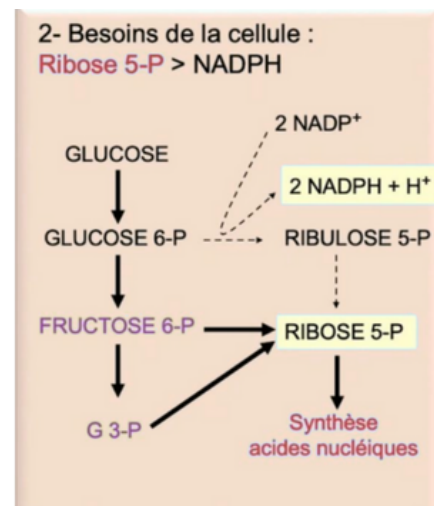 2- Besoins de la cellule :
Ribose 5-P > NADPH
2 NADP⁺
GLUCOSE
2 NADPH + H⁺
GLUCOSE 6-P
RIBULOSE 5-P
FRUCTOSE 6-P
RIBOSE 5-P
G 3-P
Synthèse
acides nucléiques